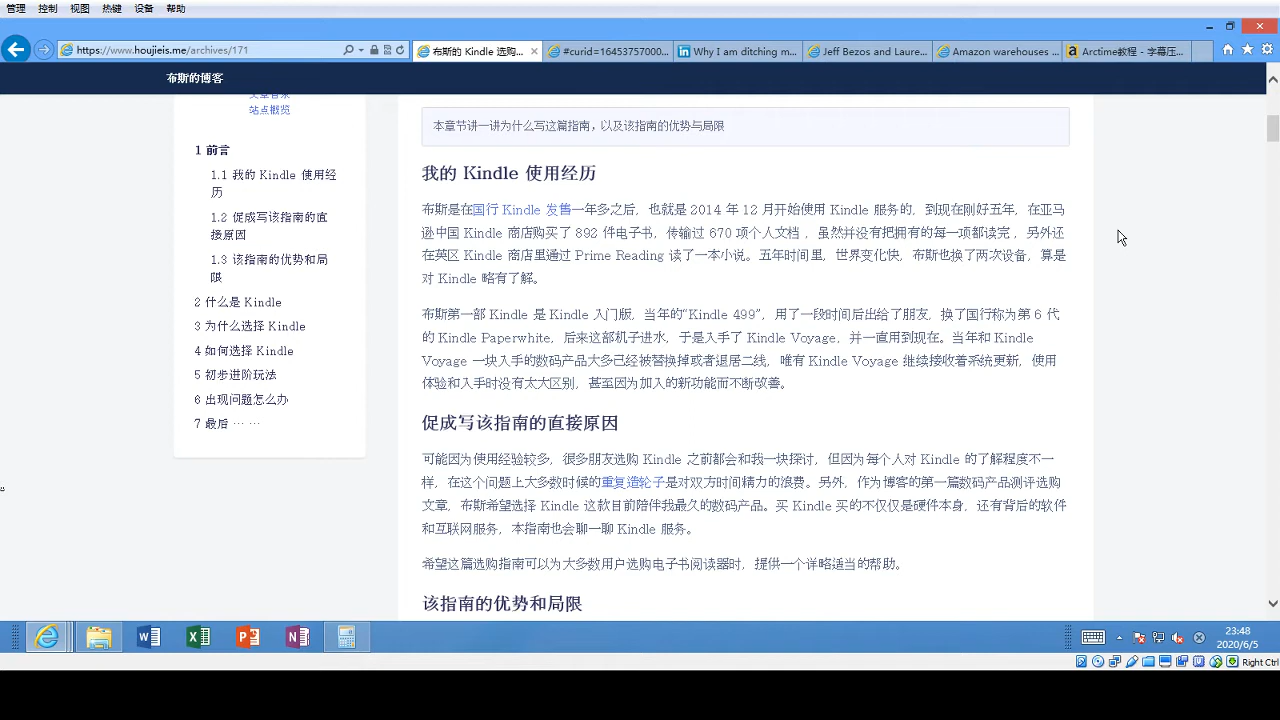 管理 控制 视图 热键 设备 帮助
https://www.houjieis.me/archives/171
布斯的 Kindle 选购...
#curid=16453757000...
Why I am ditching m...
Jeff Bezos and Laure...
Amazon warehouses ...
Arctime教程 - 字幕压...
布斯的博客
站点概览
1 前言
1.1 我的 Kindle 使用经
历
1.2 促成写该指南的直
接原因
1.3 该指南的优势和局
限
2 什么是 Kindle
3 为什么选择 Kindle
4 如何选择 Kindle
5 初步进阶玩法
6 出现问题怎么办
7 最后 … …
本章节讲一讲为什么写这篇指南，以及该指南的优势与局限
我的 Kindle 使用经历
布斯是在国行 Kindle 发售一年多之后，也就是 2014 年 12 月开始使用 Kindle 服务的，到现在刚好五年，在亚马
逊中国 Kindle 商店购买了 892 件电子书，传输过 670 项个人文档，虽然并没有把拥有的每一项都读完，另外还
在英区 Kindle 商店里通过 Prime Reading 读了一本小说。五年时间里，世界变化快，布斯也换了两次设备，算是
对 Kindle 略有了解。
布斯第一部 Kindle 是 Kindle 入门版，当年的“Kindle 499”，用了一段时间后出给了朋友，换了国行称为第 6 代
的 Kindle Paperwhite，后来这部机子进水，于是入手了 Kindle Voyage，并一直用到现在。当年和 Kindle
Voyage 一块入手的数码产品大多已经被替换掉或者退居二线，唯有 Kindle Voyage 继续接收着系统更新，使用
体验和入手时没有太大区别，甚至因为加入的新功能而不断改善。
促成写该指南的直接原因
可能因为使用经验较多，很多朋友选购 Kindle 之前都会和我一块探讨，但因为每个人对 Kindle 的了解程度不一
样，在这个问题上大多数时候的重复造轮子是对双方时间精力的浪费。另外，作为博客的第一篇数码产品测评选购
文章，布斯希望选择 Kindle 这款目前陪伴我最久的数码产品。买 Kindle 买的不仅仅是硬件本身，还有背后的软件
和互联网服务，本指南也会聊一聊 Kindle 服务。
希望这篇选购指南可以为大多数用户选购电子书阅读器时，提供一个详略适当的帮助。
该指南的优势和局限
23:48
2020/6/5
Right Ctrl